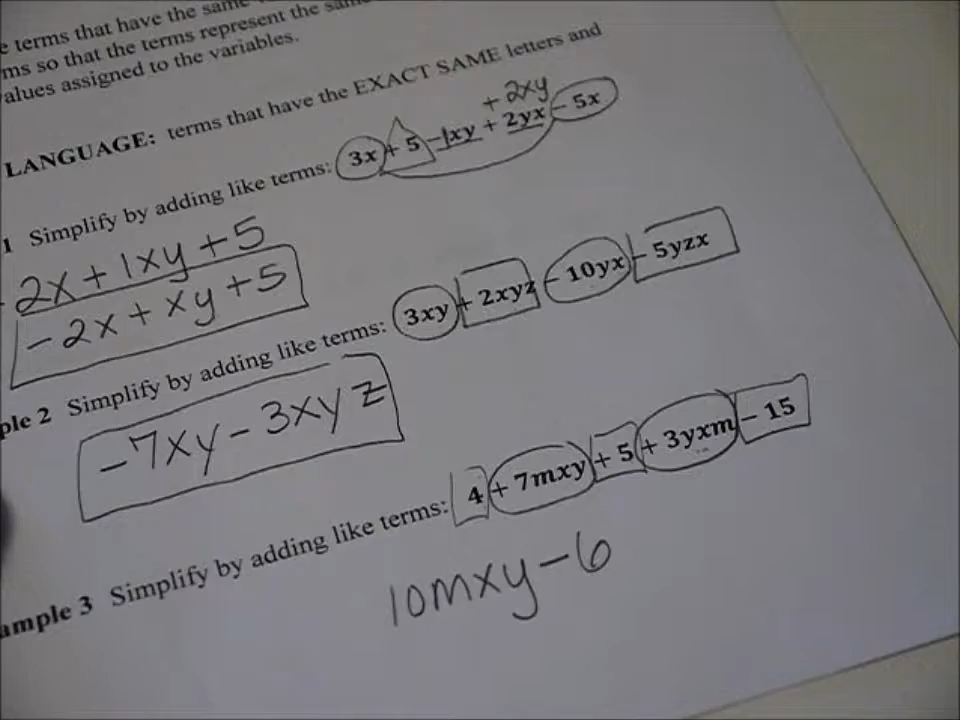 e terms that have the same
ms so that the terms represent the same
alues assigned to the variables.
LANGUAGE: terms that have the EXACT SAME letters and
+ 2xy
1 Simplify by adding like terms: 3x + 5 - 1xy + 2yx - 5x
- 2x + 1xy + 5
- 2x + xy + 5
ple 2 Simplify by adding like terms: 3xy + 2xyz - 10yx - 5yzx
- 7xy - 3xyz
ample 3 Simplify by adding like terms: 4 + 7mxy + 5 + 3yxm - 15
10mxy - 6